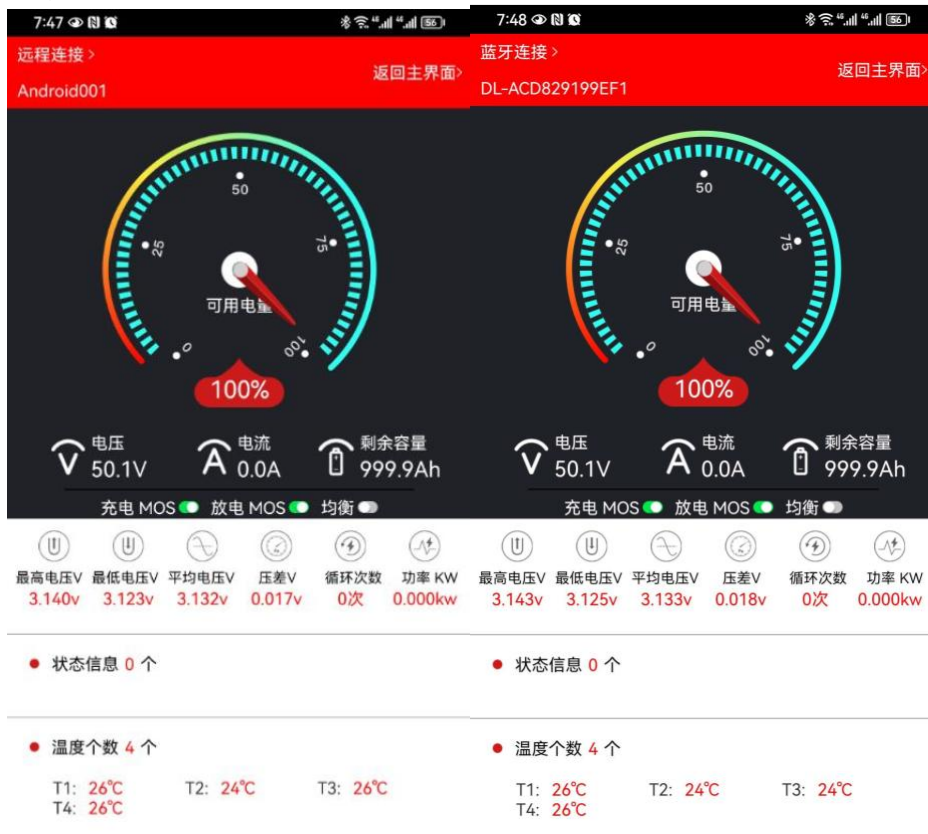 7:47
56
远程连接 >
返回主界面>
Android001
50
25
75
可用电量
0
100
100%
电压
50.1V
电流
0.0A
剩余容量
999.9Ah
充电 MOS 放电 MOS 均衡
最高电压V 最低电压V 平均电压V 压差V 循环次数 功率 KW
3.140v 3.123v 3.132v 0.017v 0次 0.000kw
状态信息 0 个
温度个数 4 个
T1: 26℃ T2: 24℃ T3: 26℃
T4: 26℃
7:48
56
蓝牙连接 >
返回主界面>
DL-ACD829199EF1
50
25
75
可用电量
0
100
100%
电压
50.1V
电流
0.0A
剩余容量
999.9Ah
充电 MOS 放电 MOS 均衡
最高电压V 最低电压V 平均电压V 压差V 循环次数 功率 KW
3.143v 3.125v 3.133v 0.018v 0次 0.000kw
状态信息 0 个
温度个数 4 个
T1: 26℃ T2: 24℃ T3: 24℃
T4: 26℃